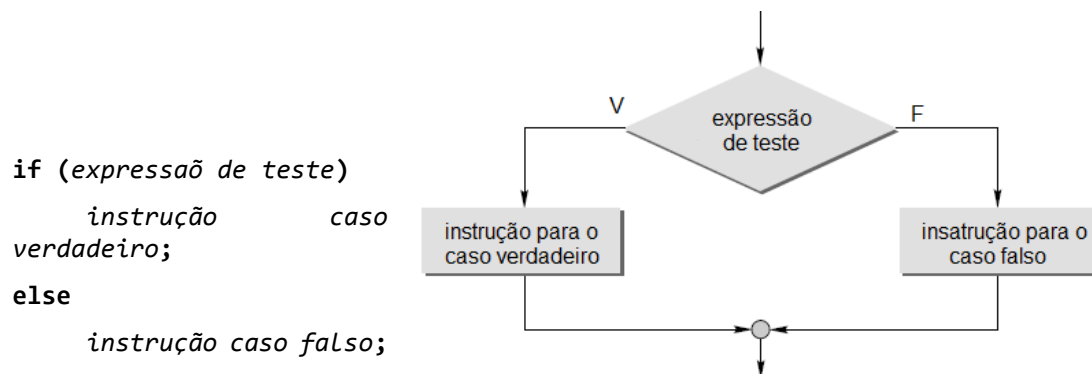 if (expressaõ de teste)
instrução caso
verdadeiro;
else
instrução caso falso;
V
expressão
de teste
F
instrução para o
caso verdadeiro
insatrução para o
caso falso